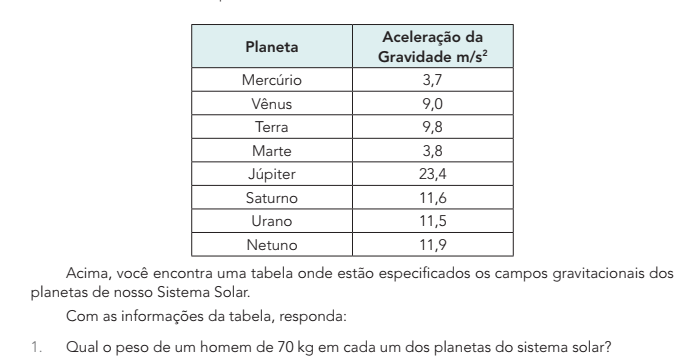 Planeta Aceleração da Gravidade m/s²
Mercúrio 3,7
Vênus 9,0
Terra 9,8
Marte 3,8
Júpiter 23,4
Saturno 11,6
Urano 11,5
Netuno 11,9
Acima, você encontra uma tabela onde estão especificados os campos gravitacionais dos
planetas de nosso Sistema Solar.
Com as informações da tabela, responda:
1. Qual o peso de um homem de 70 kg em cada um dos planetas do sistema solar?